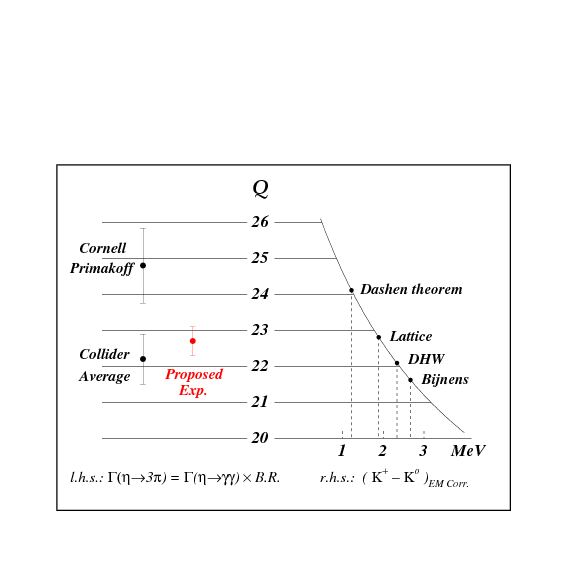 Q
26
Cornell
Primakoff
25
24
Dashen theorem
23
Lattice
Collider
Average
22
DHW
Proposed
Exp.
Bijnens
21
20
1 2 3 MeV
l.h.s.: Γ(η→3π) = Γ(η→γγ) × B.R.
r.h.s.: ( K⁺ – K⁰ )EM Corr.